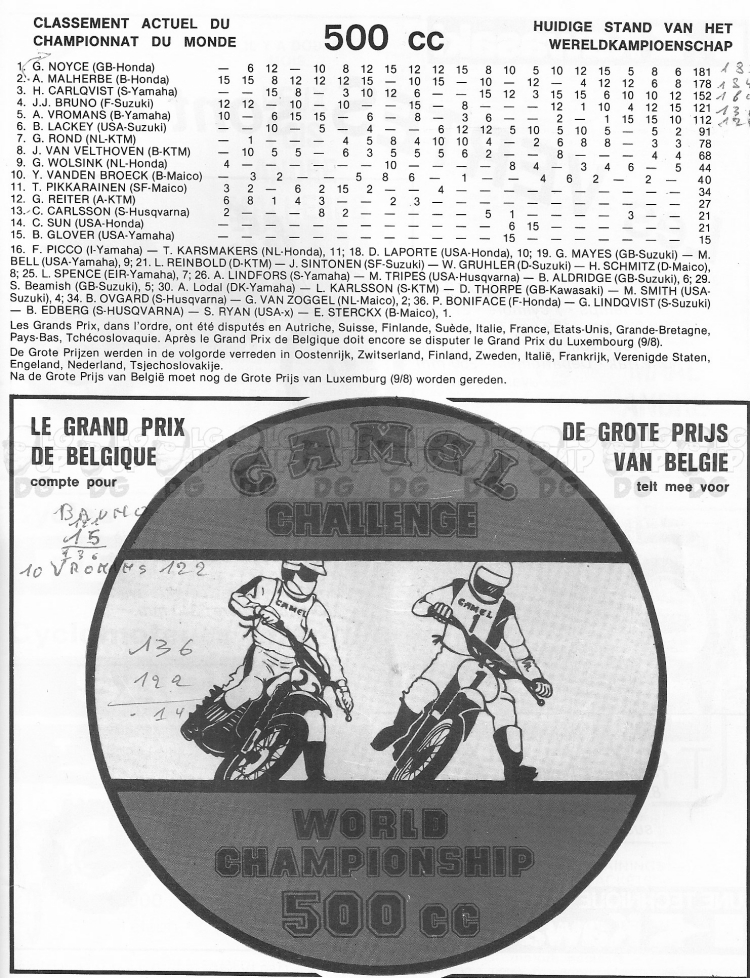 CLASSEMENT ACTUEL DU
CHAMPIONNAT DU MONDE
500 cc
HUIDIGE STAND VAN HET
WERELDKAMPIOENSCHAP
1. G. NOYCE (GB-Honda) — 6 12 — 10 8 12 15 12 12 15 8 10 5 10 12 15 5 8 6 181
2. A. MALHERBE (B-Honda) 15 15 8 12 12 12 15 — 10 15 — 10 — 12 — 4 12 12 6 8 178
3. H. CARLQVIST (S-Yamaha) — — 15 8 — 3 10 12 6 — — 15 12 3 15 15 6 10 10 12 152
4. J.J. BRUNO (F-Suzuki) 12 12 — 10 — 10 — — 15 — 8 — — — 12 1 10 4 12 15 121
5. A. VROMANS (B-Yamaha) 10 — 6 15 15 — 6 — 8 — 3 6 — — 2 — 1 15 15 10 112
6. B. LACKEY (USA-Suzuki) — — 10 — 5 — 4 — — 6 12 12 5 10 5 10 5 — 5 2 91
7. G. ROND (NL-KTM) — 1 — — — 4 5 8 4 10 10 4 — 2 6 8 8 — 3 3 78
8. J. VAN VELTHOVEN (B-KTM) — 10 5 5 — 6 3 5 5 5 6 2 — — 8 — — — 4 4 68
9. G. WOLSINK (NL-Honda) 4 — — — — — — 10 — — — — 8 4 — 3 4 6 — 5 44
10. Y. VANDEN BROECK (B-Maico) — 3 2 — — 5 8 6 — 1 — — — 4 6 2 — 2 — 40
11. T. PIKKARAINEN (SF-Maico) 3 2 — 6 2 15 2 — — 4 — — — — — — — — — — 34
12. G. REITER (A-KTM) 6 8 1 4 3 — — 2 3 — — — — — — — — — — — 27
13. C. CARLSSON (S-Husqvarna) 2 — — — 8 2 — — — — — 5 1 — — — — 3 — — 21
14. C. SUN (USA-Honda) — — — — — — — — — — — — 6 15 — — — — — — 21
15. B. GLOVER (USA-Yamaha) — — — — — — — — — — — — 15 — — — — — — — 15
16. F. PICCO (I-Yamaha) — T. KARSMAKERS (NL-Honda), 11; 18. D. LAPORTE (USA-Honda), 10; 19. G. MAYES (GB-Suzuki) — M.
BELL (USA-Yamaha), 9; 21. L. REINBOLD (D-KTM) — J. SINTONEN (SF-Suzuki) — W. GRUHLER (D-Suzuki) — H. SCHMITZ (D-Maico),
8; 25. L. SPENCE (EIR-Yamaha), 7; 26. A. LINDFORS (S-Yamaha) — M. TRIPES (USA-Husqvarna) — B. ALDRIDGE (GB-Suzuki), 6; 29.
S. Beamish (GB-Suzuki), 5; 30. A. Lodal (DK-Yamaha) — L. KARLSSON (S-KTM) — D. THORPE (GB-Kawasaki) — M. SMITH (USA-
Suzuki), 4; 34. B. OVGARD (S-Husqvarna) — G. VAN ZOGGEL (NL-Maico), 2; 36. P. BONIFACE (F-Honda) — G. LINDQVIST (S-Suzuki)
— B. EDBERG (S-HUSQVARNA) — S. RYAN (USA-x) — E. STERCKX (B-Maico), 1.
Les Grands Prix, dans l'ordre, ont été disputés en Autriche, Suisse, Finlande, Suède, Italie, France, Etats-Unis, Grande-Bretagne,
Pays-Bas, Tchécoslovaquie. Après le Grand Prix de Belgique doit encore se disputer le Grand Prix du Luxembourg (9/8).
De Grote Prijzen werden in de volgorde verreden in Oostenrijk, Zwitserland, Finland, Zweden, Italië, Frankrijk, Verenigde Staten,
Engeland, Nederland, Tsjechoslovakije.
Na de Grote Prijs van België moet nog de Grote Prijs van Luxemburg (9/8) worden gereden.
LE GRAND PRIX
DE BELGIQUE
compte pour
DE GROTE PRIJS
VAN BELGIE
telt mee voor
CAMEL
CHALLENGE
15
136
10 VROMANS 122
136
122
14
CAMEL
CAMEL
1
2
1
WORLD
CHAMPIONSHIP
500 cc